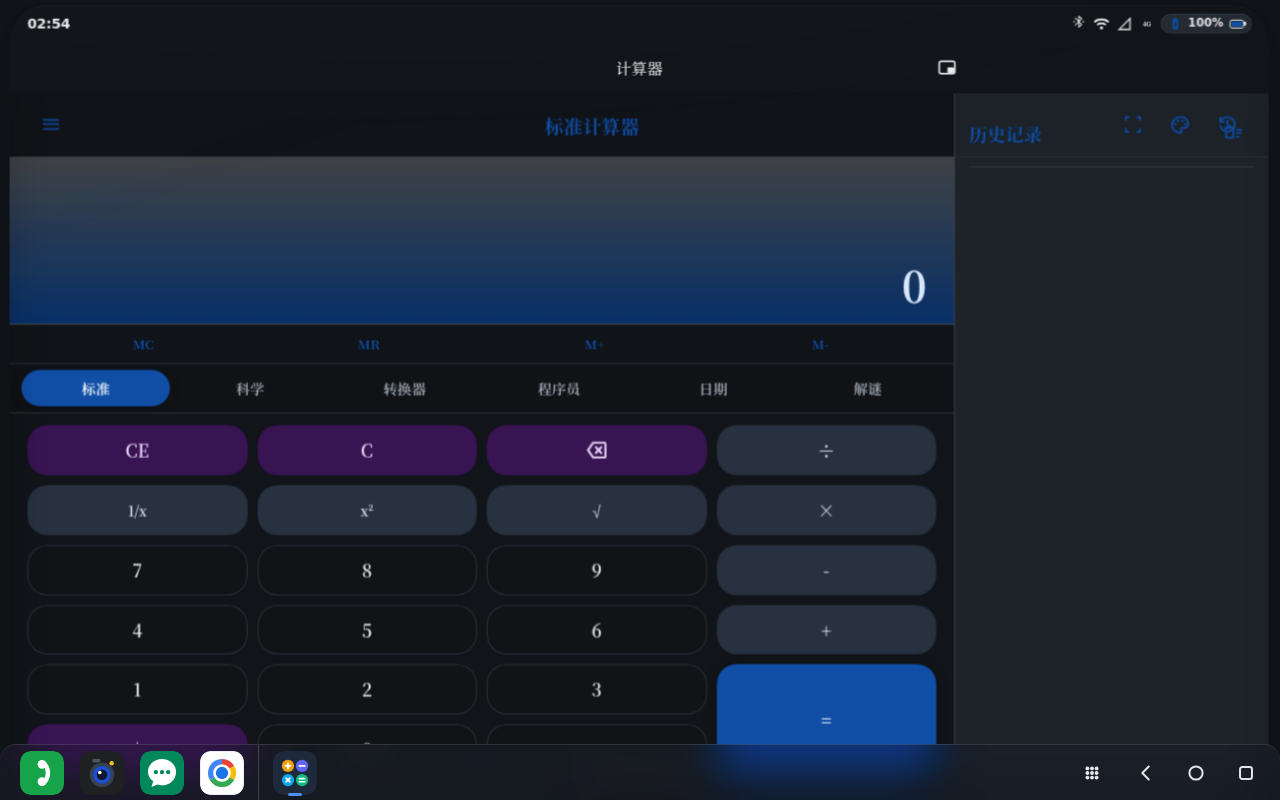 02:54
4G
100%
计算器
标准计算器
历史记录
0
MC MR M+ M-
标准 科学 转换器 程序员 日期 解谜
CE C ÷
1/x x² √ ×
7 8 9 -
4 5 6 +
1 2 3
=